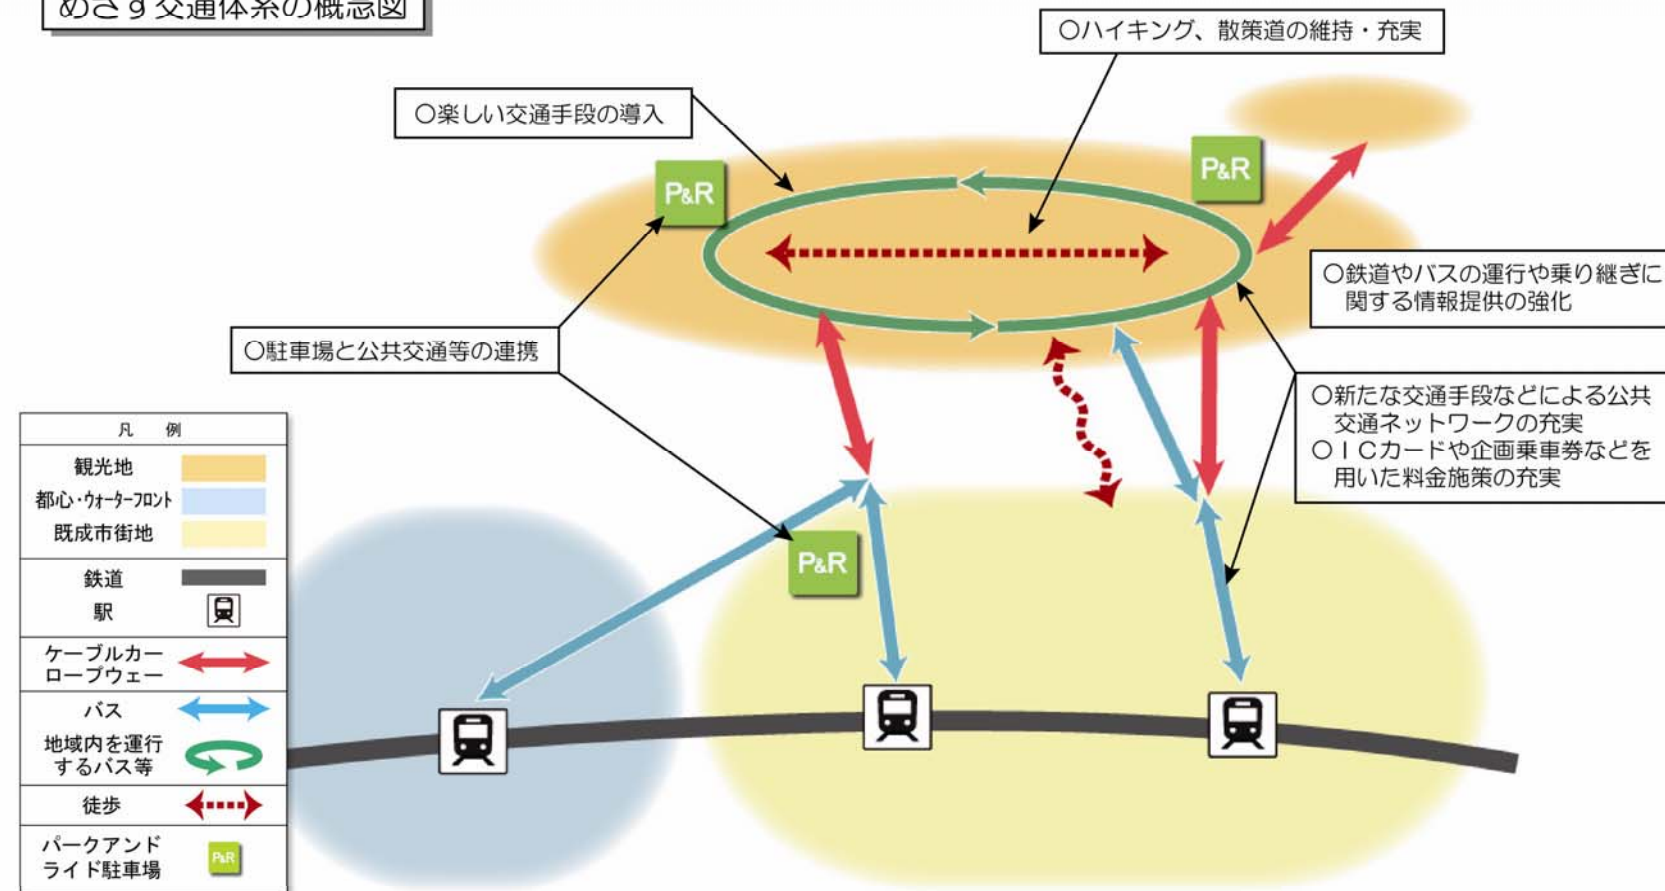 めざす交通体系の概念図
○ハイキング、散策道の維持・充実
○楽しい交通手段の導入
P&R
P&R
○鉄道やバスの運行や乗り継ぎに
関する情報提供の強化
○駐車場と公共交通等の連携
○新たな交通手段などによる公共
交通ネットワークの充実
○ICカードや企画乗車券などを
用いた料金施策の充実
P&R
凡 例
観光地
都心・ウォーターフロント
既成市街地
鉄道
駅
ケーブルカー
ロープウェー
バス
地域内を運行
するバス等
徒歩
パークアンド
ライド駐車場
P&R